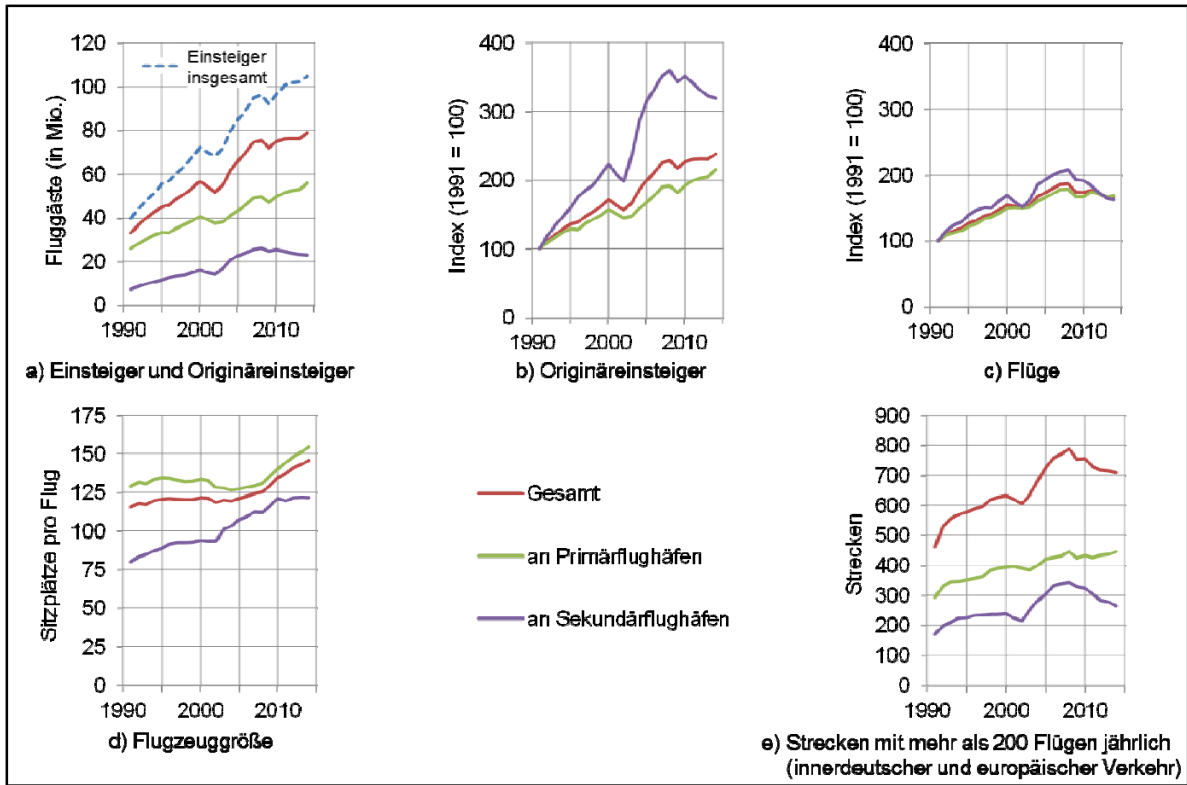 120
100
80
60
40
20
0
Fluggäste (in Mio.)
Einsteiger
insgesamt
1990 2000 2010
a) Einsteiger und Originäreinsteiger
400
300
200
100
0
Index (1991 = 100)
1990 2000 2010
b) Originäreinsteiger
400
300
200
100
0
Index (1991 = 100)
1990 2000 2010
c) Flüge
175
150
125
100
75
50
25
0
Sitzplätze pro Flug
1990 2000 2010
d) Flugzeuggröße
Gesamt
an Primärflughäfen
an Sekundärflughäfen
900
800
700
600
500
400
300
200
100
0
Strecken
1990 2000 2010
e) Strecken mit mehr als 200 Flügen jährlich
(innerdeutscher und europäischer Verkehr)